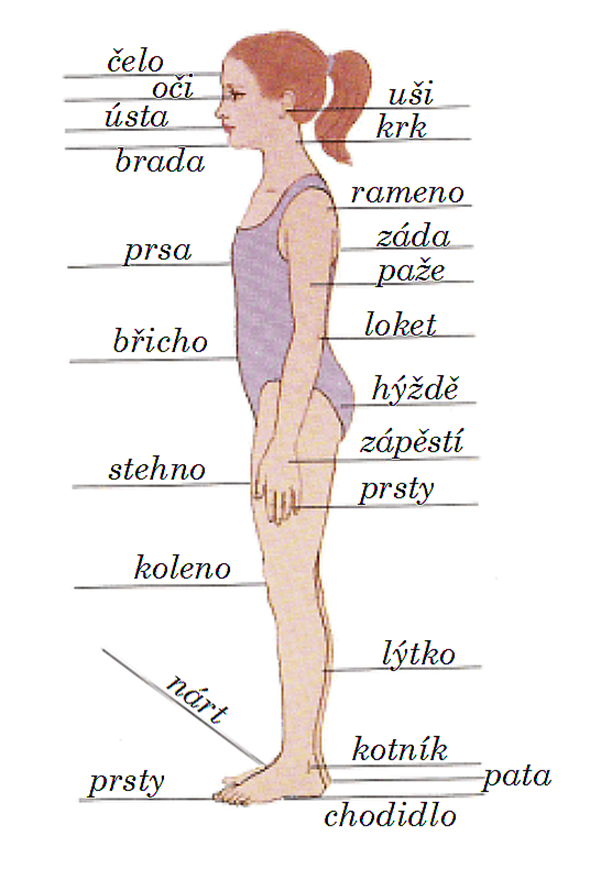 čelo
oči
ústa
brada
uši
krk
rameno
záda
paže
prsa
loket
břicho
hýždě
zápěstí
stehno
prsty
koleno
lýtko
nárt
kotník
prsty
pata
chodidlo